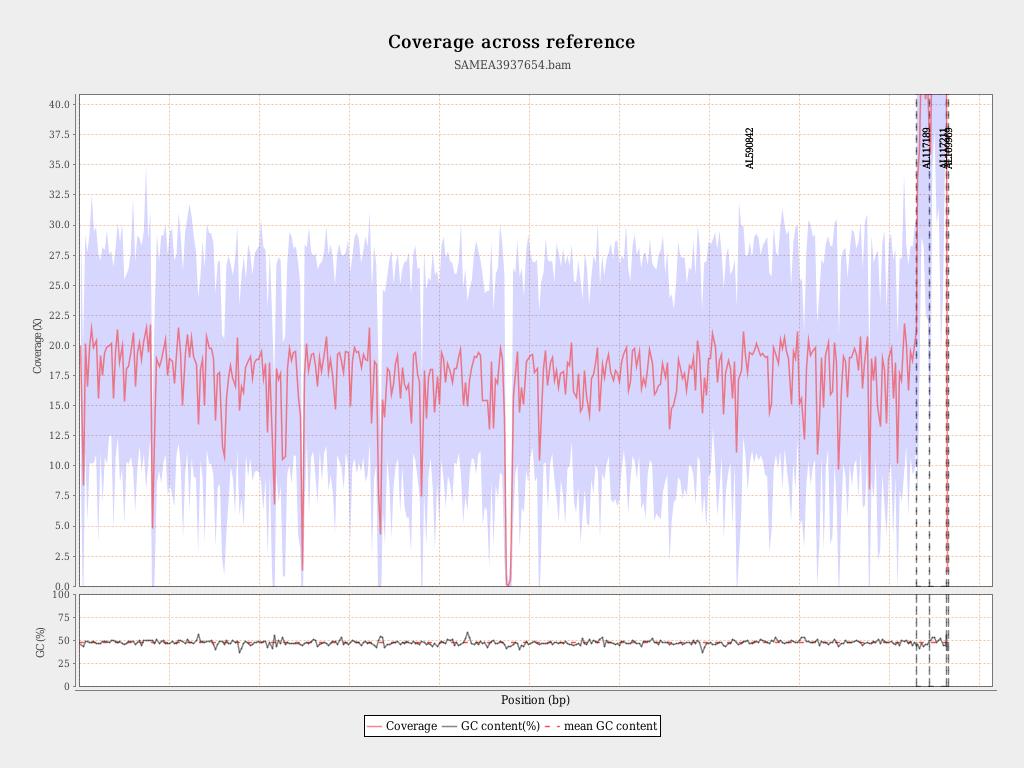 Coverage across reference
SAMEA3937654.bam
40.0
37.5
35.0
32.5
30.0
27.5
25.0
22.5
20.0
17.5
15.0
12.5
10.0
7.5
5.0
2.5
0.0
Coverage (X)
AL590842
AL117189
AL117211
AL109969
100
75
50
25
0
GC (%)
Position (bp)
Coverage
GC content(%)
mean GC content